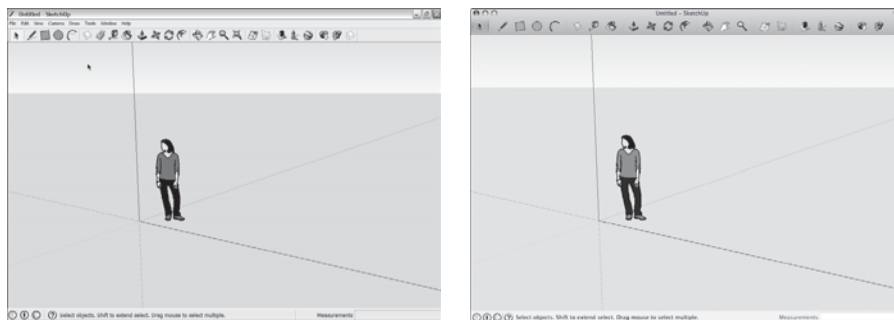 Untitled - SketchUp
File Edit View Camera Draw Tools Window Help
Select objects. Shift to extend select. Drag mouse to select multiple.
Measurements
Untitled - SketchUp
Select objects. Shift to extend select. Drag mouse to select multiple.
Measurements